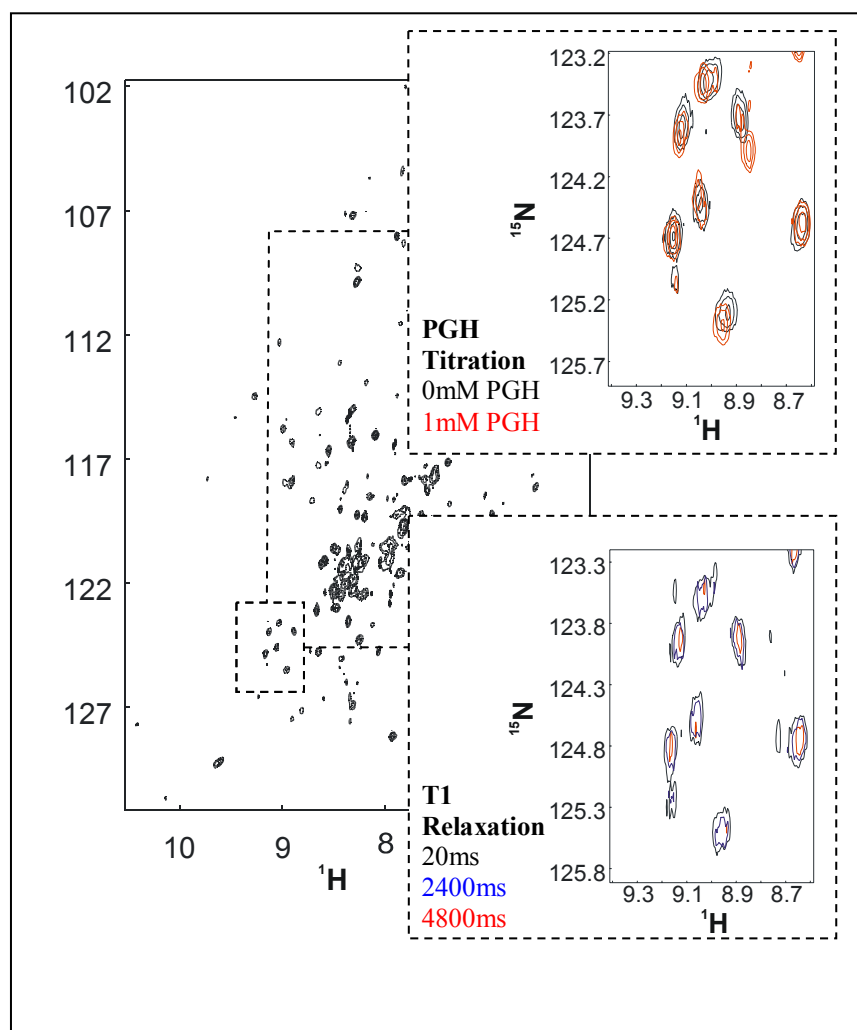 102
107
112
117
122
127
10
9
8
¹H
123.2
123.7
124.2
124.7
125.2
125.7
¹⁵N
9.3
9.1
8.9
8.7
¹H
PGH
Titration
0mM PGH
1mM PGH
123.3
123.8
124.3
124.8
125.3
125.8
¹⁵N
9.3
9.1
8.9
8.7
¹H
T1
Relaxation
20ms
2400ms
4800ms